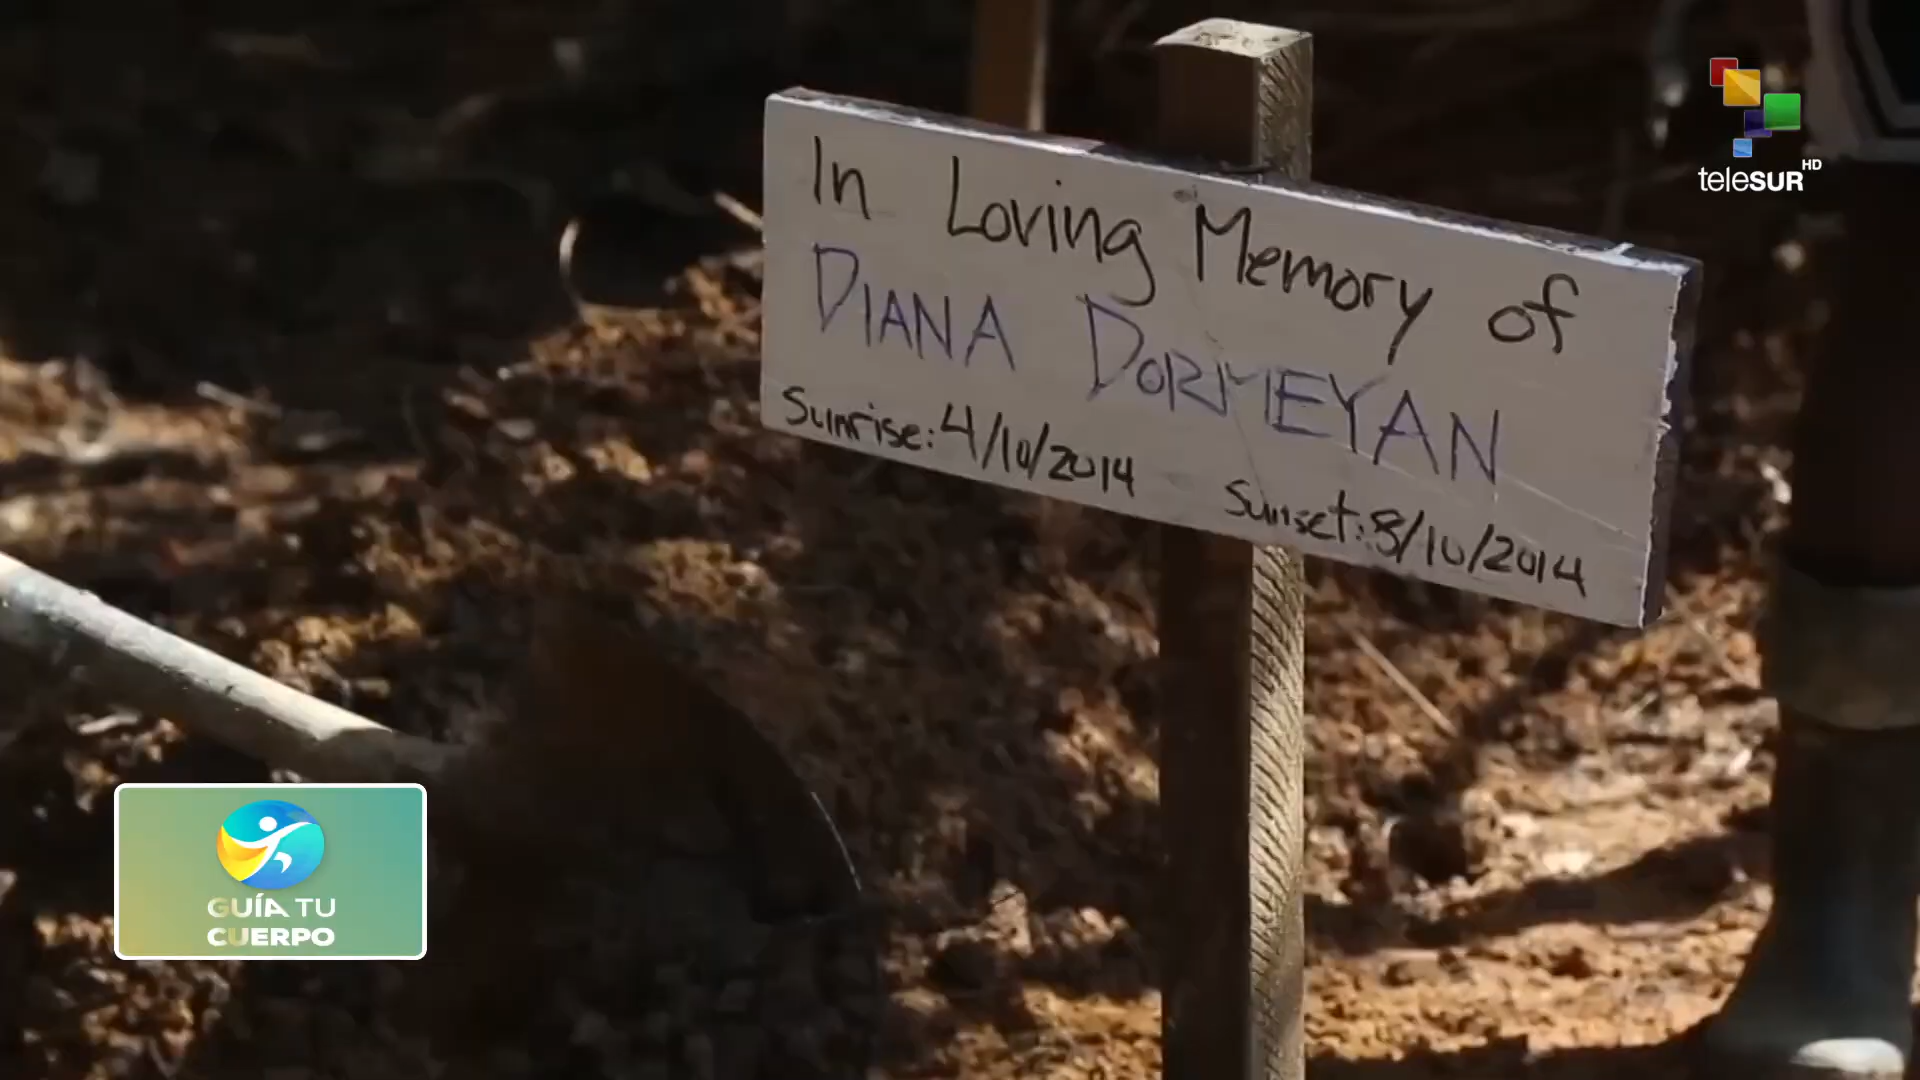 In Loving Memory of
DIANA DORMEYAN
Sunrise: 4/10/2014 Sunset: 8/10/2014
teleSUR HD
GUÍA TU
CUERPO